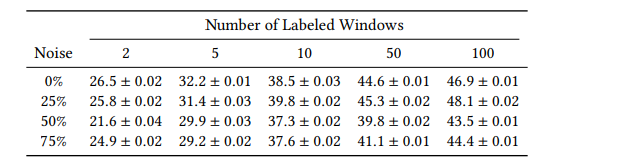 Number of Labeled Windows
Noise 2 5 10 50 100
0% 26.5 ± 0.02 32.2 ± 0.01 38.5 ± 0.03 44.6 ± 0.01 46.9 ± 0.01
25% 25.8 ± 0.02 31.4 ± 0.03 39.8 ± 0.02 45.3 ± 0.02 48.1 ± 0.02
50% 21.6 ± 0.04 29.9 ± 0.03 37.3 ± 0.02 39.8 ± 0.02 43.5 ± 0.01
75% 24.9 ± 0.02 29.2 ± 0.02 37.6 ± 0.02 41.1 ± 0.01 44.4 ± 0.01